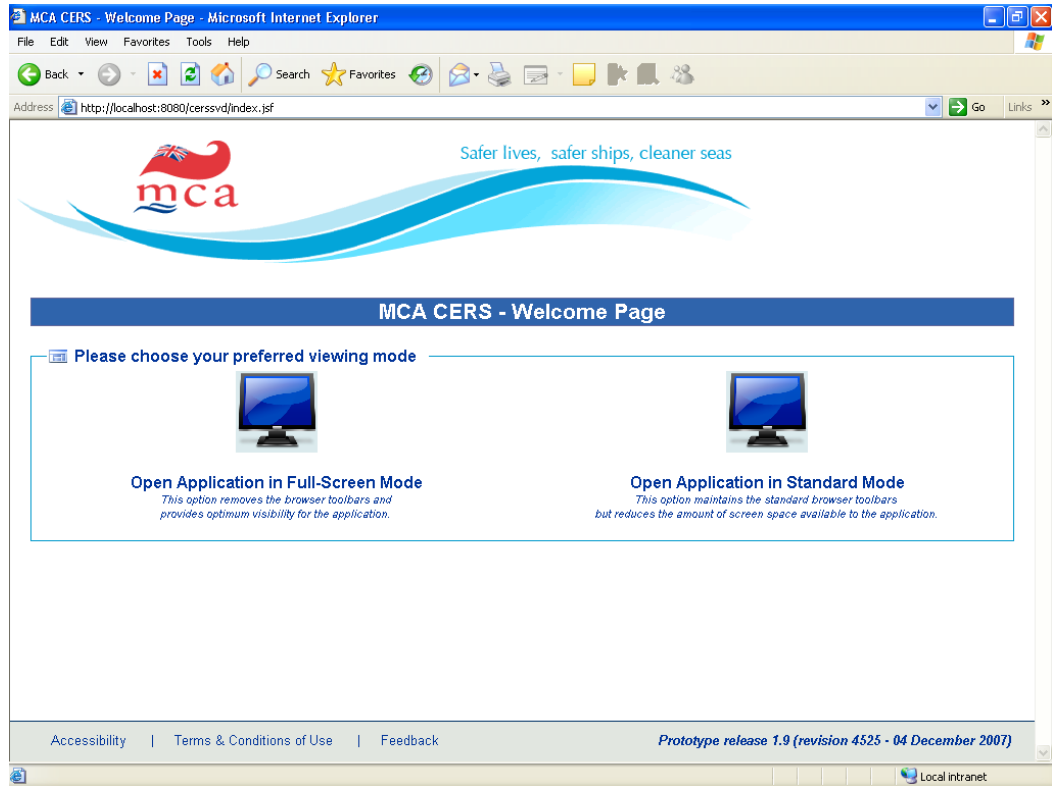 MCA CERS - Welcome Page - Microsoft Internet Explorer
File Edit View Favorites Tools Help
Back Search Favorites
Address http://localhost:8080/cerssvd/index.jsf Go Links »
Safer lives, safer ships, cleaner seas
mca
MCA CERS - Welcome Page
Please choose your preferred viewing mode
Open Application in Full-Screen Mode
This option removes the browser toolbars and
provides optimum visibility for the application.
Open Application in Standard Mode
This option maintains the standard browser toolbars
but reduces the amount of screen space available to the application.
Accessibility | Terms & Conditions of Use | Feedback
Prototype release 1.9 (revision 4525 - 04 December 2007)
Local intranet